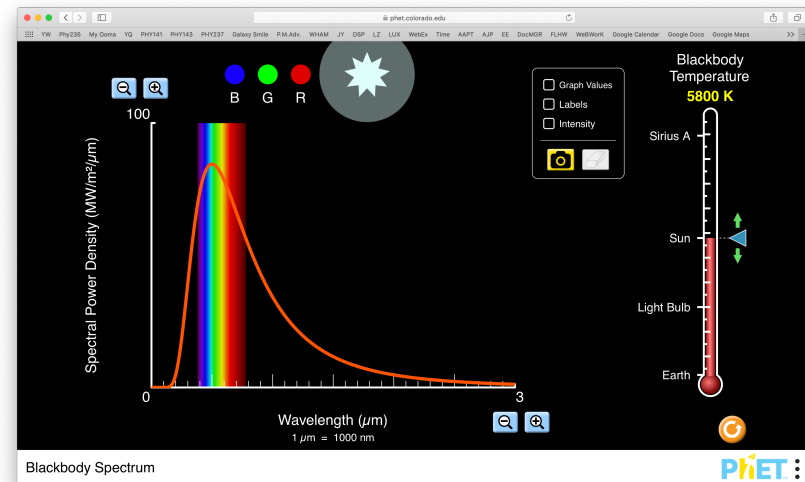 phet.colorado.edu
YW Phy235 My Ooma YQ PHY141 PHY143 PHY237 Galaxy Smile P.M.Adv. WHAM JY DSP LZ LUX WebEx Time AAPT AJP EE DocMGR FLHW WeBWorK Google Calendar Google Docs Google Maps >>
B G R
Graph Values
Labels
Intensity
Blackbody
Temperature
5800 K
Sirius A
Sun
Light Bulb
Earth
100
Spectral Power Density (MW/m²/µm)
0
3
Wavelength (µm)
1 µm = 1000 nm
Blackbody Spectrum
PhET